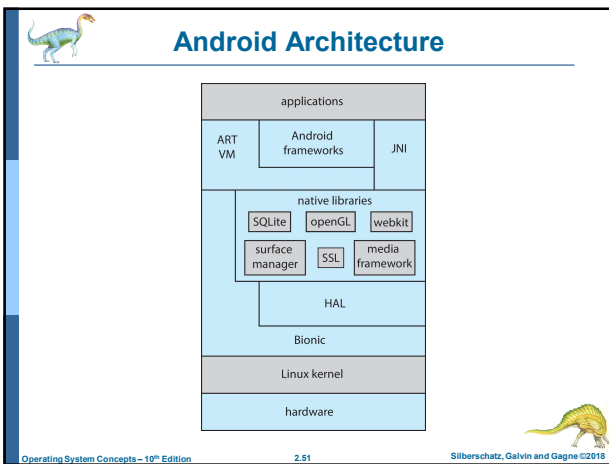 Android Architecture
applications
ART
VM
Android
frameworks
JNI
native libraries
SQLite openGL webkit
surface
manager
SSL
media
framework
HAL
Bionic
Linux kernel
hardware
Operating System Concepts – 10th Edition 2.51 Silberschatz, Galvin and Gagne ©2018